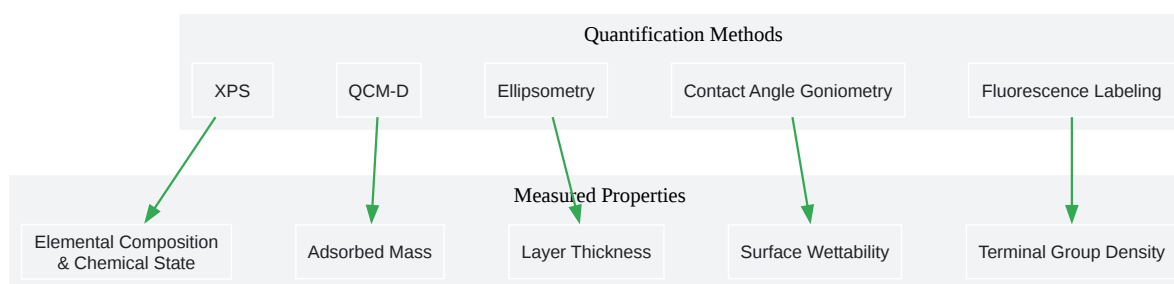 Quantification Methods
XPS
QCM-D
Ellipsometry
Contact Angle Goniometry
Fluorescence Labeling
Measured Properties
Elemental Composition
& Chemical State
Adsorbed Mass
Layer Thickness
Surface Wettability
Terminal Group Density